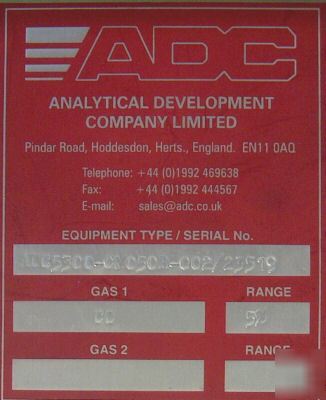 ADC
ANALYTICAL DEVELOPMENT
COMPANY LIMITED
Pindar Road, Hoddesdon, Herts., England. EN11 0AQ
Telephone: +44 (0)1992 469638
Fax: +44 (0)1992 444567
E-mail: sales@adc.co.uk
EQUIPMENT TYPE / SERIAL No.
GAS 1 RANGE
GAS 2 RANGE